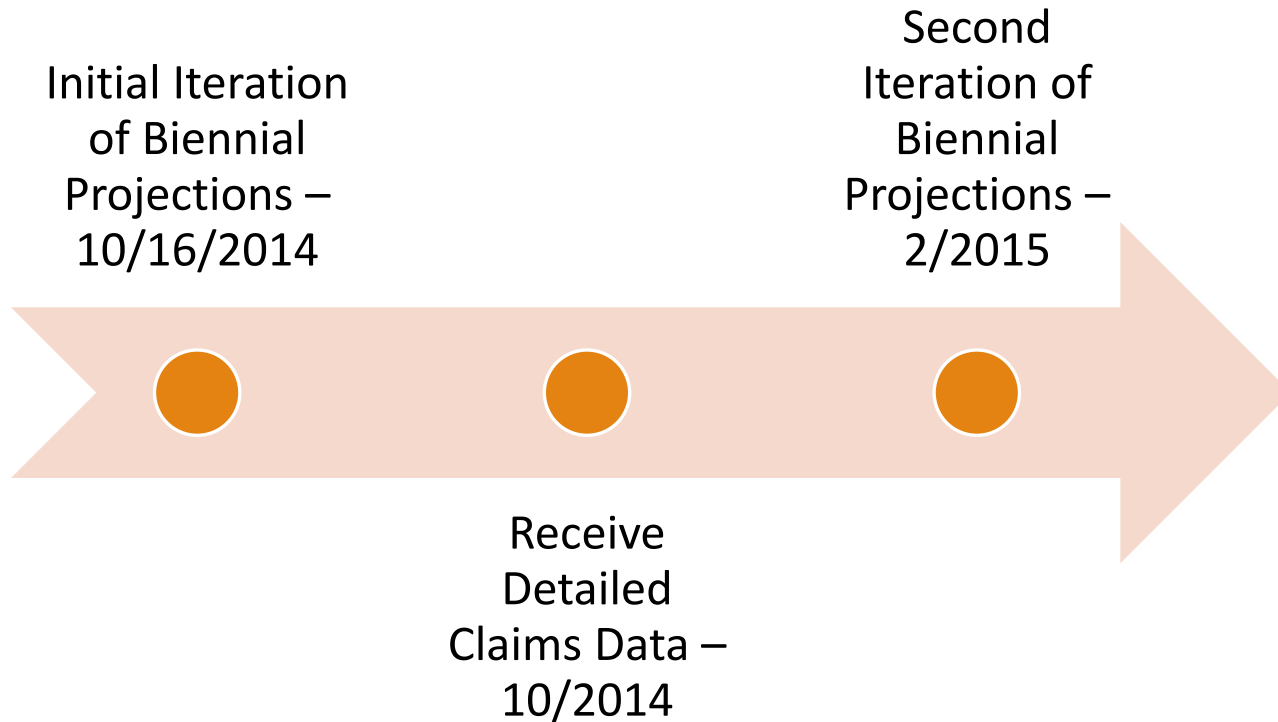 Initial Iteration
of Biennial
Projections –
10/16/2014
Receive
Detailed
Claims Data –
10/2014
Second
Iteration of
Biennial
Projections –
2/2015